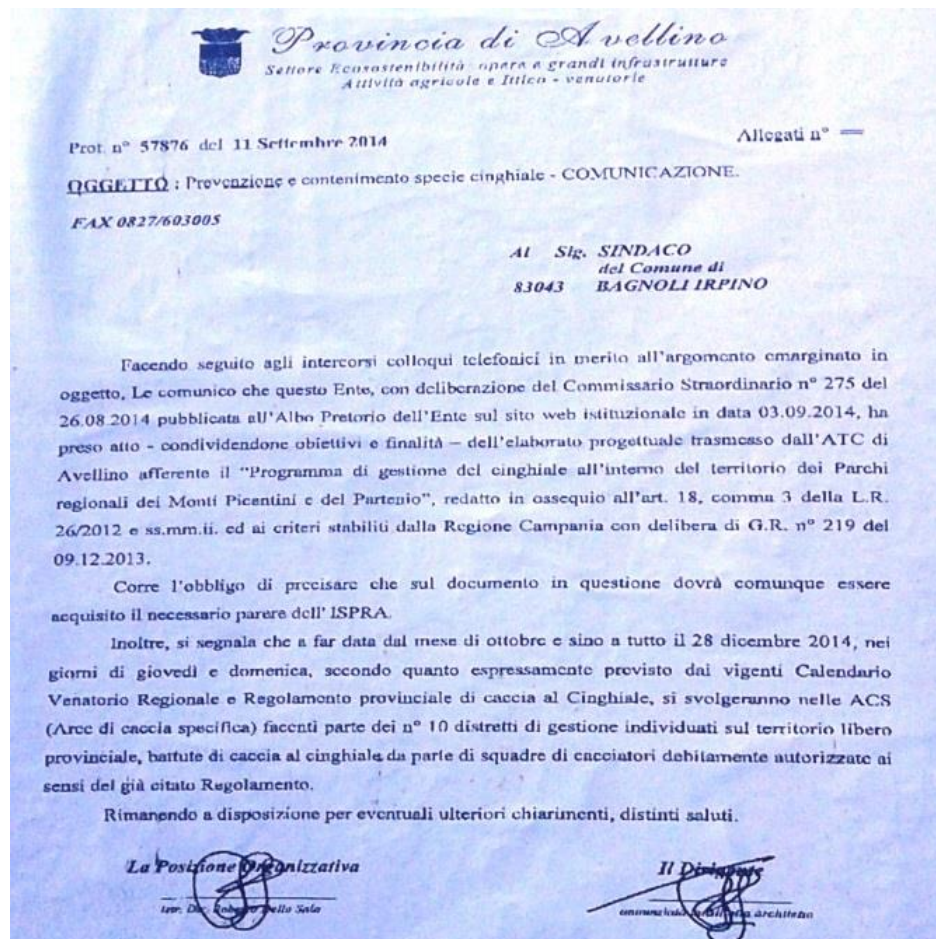 Provincia di Avellino
Settore Ecosostenibilità opere e grandi infrastrutture
Attività agricole e Ittico - venatorie
Prot. n° 57876 del 11 Settembre 2014
Allegati n° =
OGGETTO : Prevenzione e contenimento specie cinghiale - COMUNICAZIONE.
FAX 0827/603005
Al Sig. SINDACO
del Comune di
83043 BAGNOLI IRPINO
Facendo seguito agli intercorsi colloqui telefonici in merito all'argomento emarginato in
oggetto, Le comunico che questo Ente, con deliberazione del Commissario Straordinario n° 275 del
26.08.2014 pubblicata all'Albo Pretorio dell'Ente sul sito web istituzionale in data 03.09.2014, ha
preso atto - condividendone obiettivi e finalità – dell'elaborato progettuale trasmesso dall'ATC di
Avellino afferente il "Programma di gestione del cinghiale all'interno del territorio dei Parchi
regionali dei Monti Picentini e del Partenio", redatto in ossequio all'art. 18, comma 3 della L.R.
26/2012 e ss.mm.ii. ed ai criteri stabiliti dalla Regione Campania con delibera di G.R. n° 219 del
09.12.2013.
Corre l'obbligo di precisare che sul documento in questione dovrà comunque essere
acquisito il necessario parere dell' ISPRA.
Inoltre, si segnala che a far data dal mese di ottobre e sino a tutto il 28 dicembre 2014, nei
giorni di giovedì e domenica, secondo quanto espressamente previsto dai vigenti Calendario
Venatorio Regionale e Regolamento provinciale di caccia al Cinghiale, si svolgeranno nelle ACS
(Aree di caccia specifica) facenti parte dei n° 10 distretti di gestione individuati sul territorio libero
provinciale, battute di caccia al cinghiale da parte di squadre di cacciatori debitamente autorizzate ai
sensi del già citato Regolamento.
Rimanendo a disposizione per eventuali ulteriori chiarimenti, distinti saluti.
La Posizione Organizzativa
Il Dirigente
Dir. Roberto Dello Sala
architetto